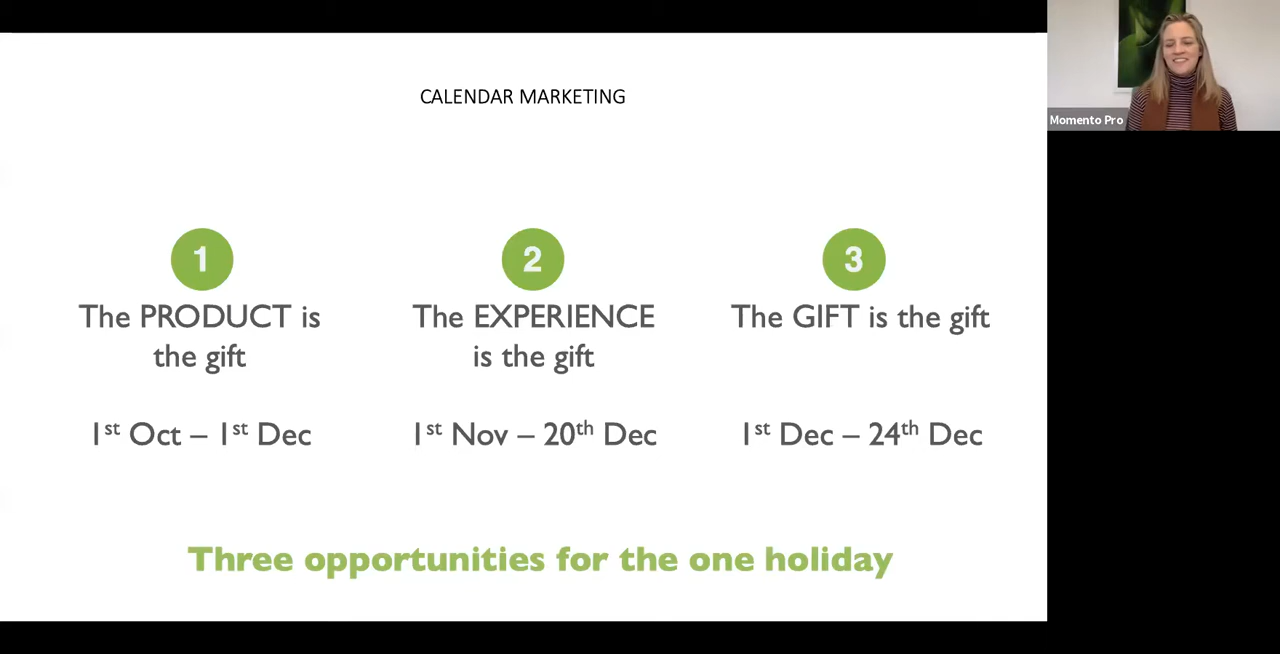 CALENDAR MARKETING
Momento Pro
1
2
3
The PRODUCT is
the gift
The EXPERIENCE
is the gift
The GIFT is the gift
1st Oct – 1st Dec
1st Nov – 20th Dec
1st Dec – 24th Dec
Three opportunities for the one holiday